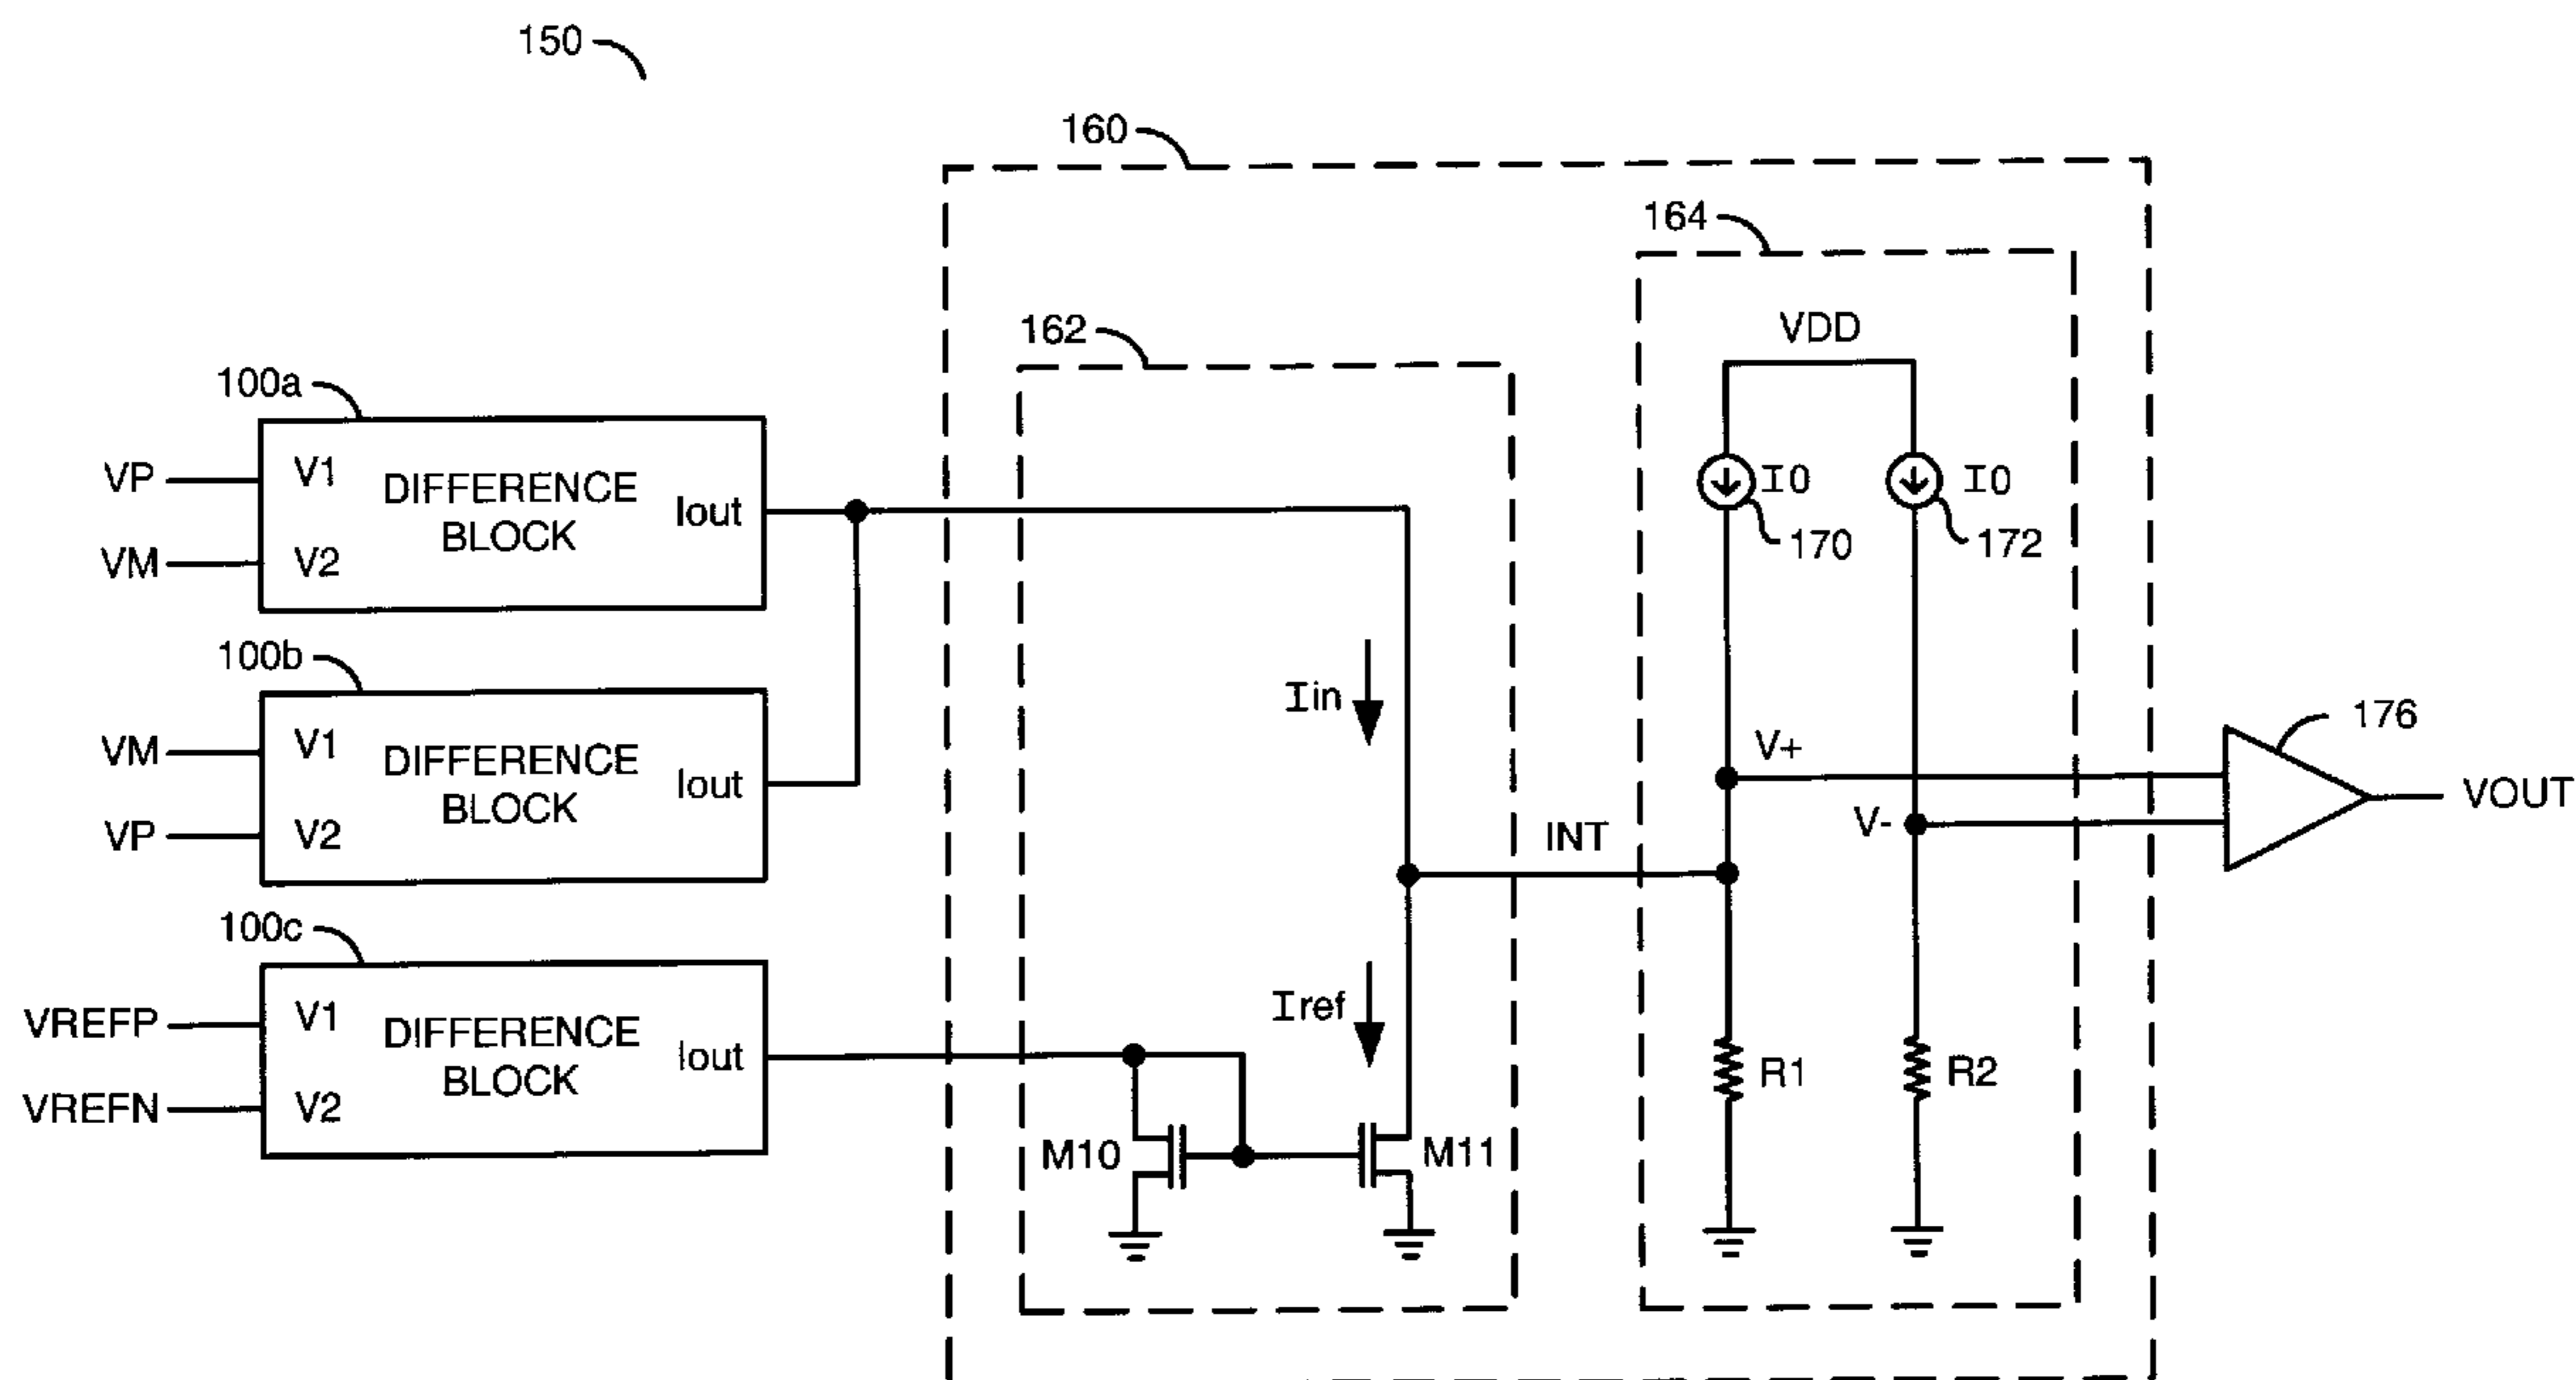 150
160
164
162
VDD
100a
VP
V1
DIFFERENCE
BLOCK
Iout
VM
V2
I0
I0
170
172
100b
VM
V1
DIFFERENCE
BLOCK
Iout
VP
V2
Iin
V+
V-
176
VOUT
INT
100c
VREFP
V1
DIFFERENCE
BLOCK
Iout
VREFN
V2
Iref
R1
R2
M10
M11